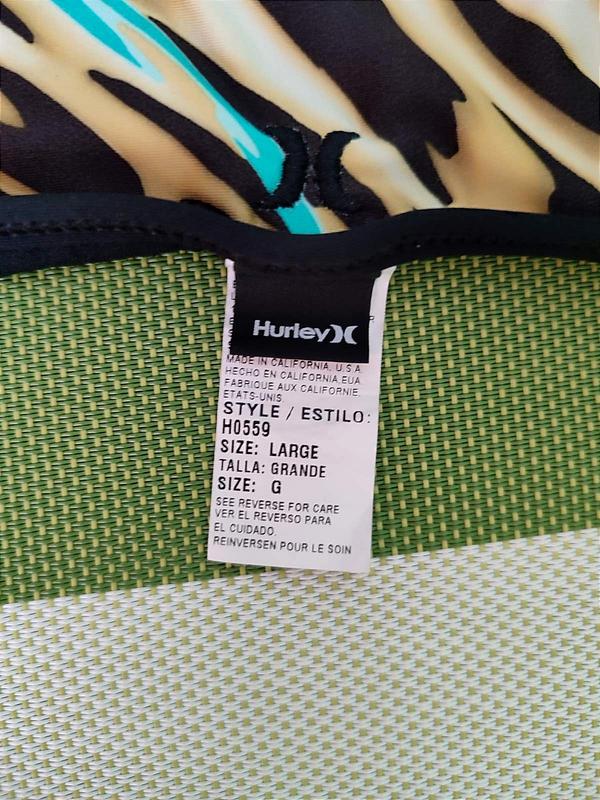 Hurley
MADE IN CALIFORNIA, U.S.A.
HECHO EN CALIFORNIA,EUA.
FABRIQUE AUX CALIFORNIE.
ETATS-UNIS.
STYLE / ESTILO:
H0559
SIZE: LARGE
TALLA: GRANDE
SIZE: G
SEE REVERSE FOR CARE
VER EL REVERSO PARA
EL CUIDADO.
REINVERSEN POUR LE SOIN